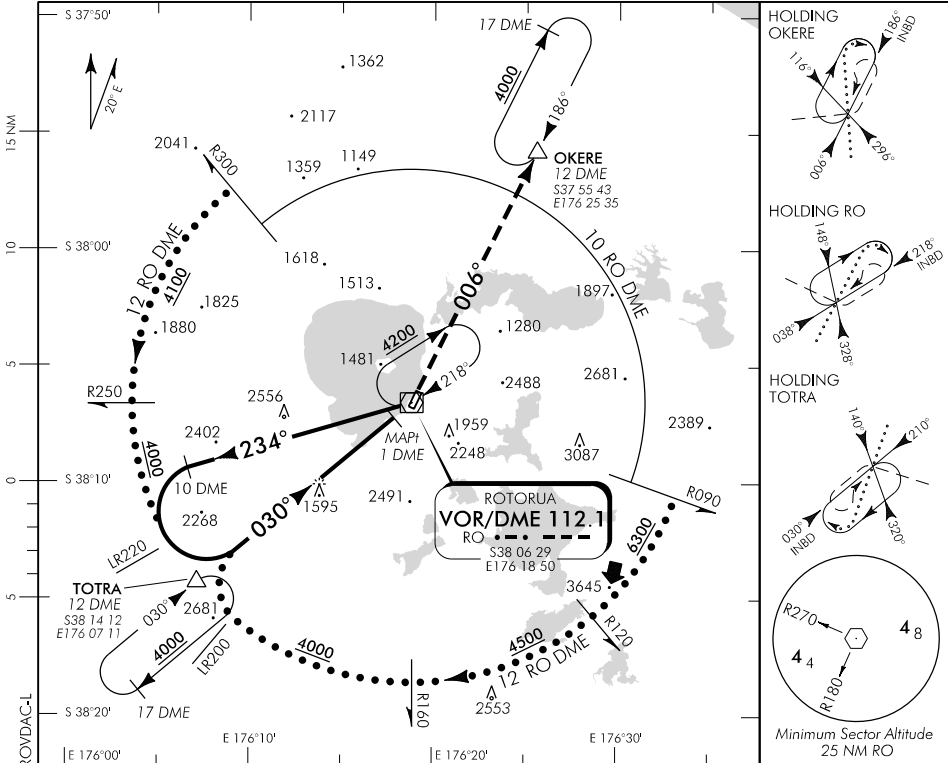 S 37°50'
17 DME
1362
4000
20° E
2117
186°
15 NM
2041
R300
1359
1149
OKERE
12 DME
S37 55 43
E176 25 35
12 RO DME
4100
10
S 38°00'
1618
10 RO DME
006°
1513
1897
1825
1880
4200
1280
1481
5
218°
2488
2681
R250
2556
2389
234°
MAPt
1 DME
1959
2248
2402
3087
4000
0
S 38°10'
10 DME
030°
1595
2491
R090
2268
ROTORUA
VOR/DME 112.1
RO
S38 06 29
E176 18 50
6300
LR220
TOTRA
12 DME
S38 14 12
E176 07 11
030°
2681
3645
5
4000
LR200
R120
4000
4500
12 RO DME
17 DME
R160
2553
S 38°20'
ROVDAC-L
E 176°00'
E 176°10'
E 176°20'
E 176°30'
HOLDING
OKERE
186°
INBD
116°
006°
296°
HOLDING RO
148°
218°
INBD
038°
328°
HOLDING
TOTRA
140°
210°
030°
INBD
320°
R270
4 8
4 4
R180
Minimum Sector Altitude
25 NM RO